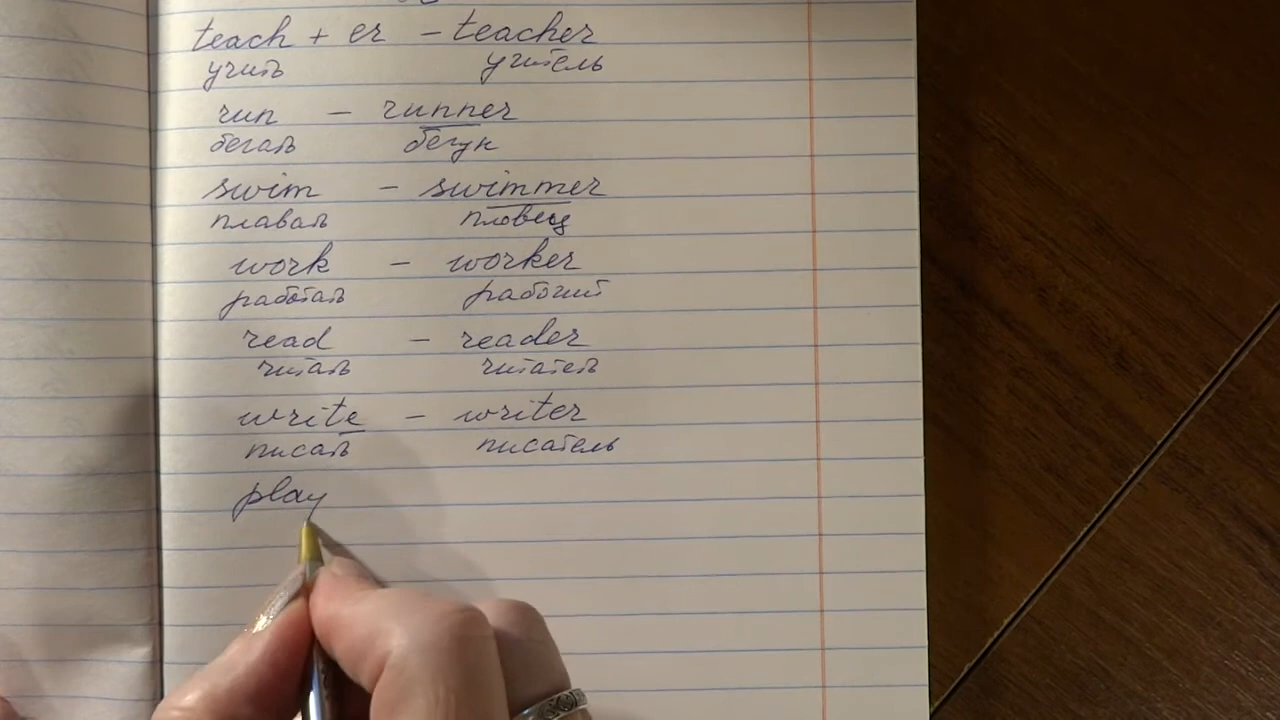 teach + er - teacher
учить учитель
run - runner
бегать бегун
swim - swimmer
плавать пловец
work - worker
работать рабочий
read - reader
читать читатель
write - writer
писать писатель
play